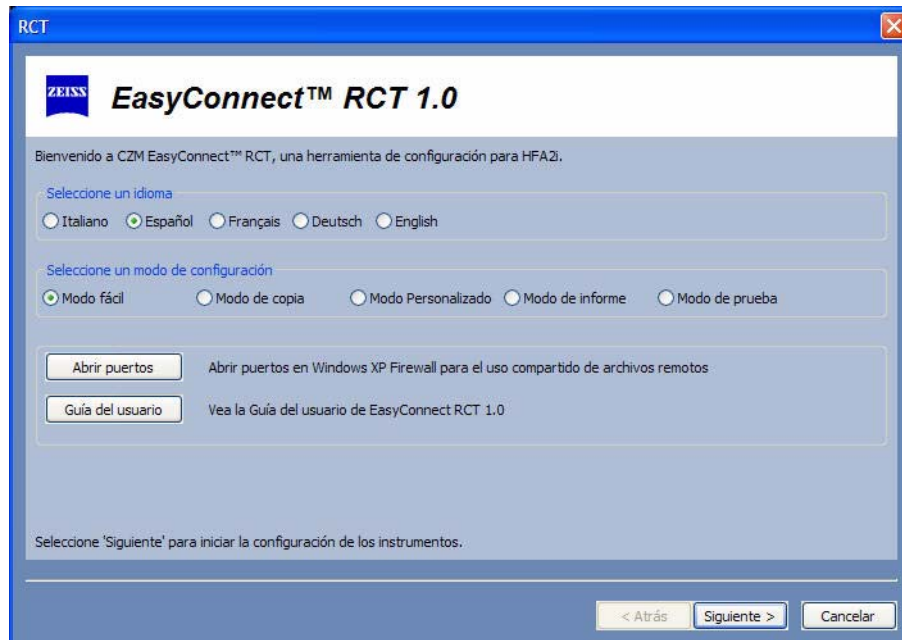 RCT
ZEISS
EasyConnect™ RCT 1.0
Bienvenido a CZM EasyConnect™ RCT, una herramienta de configuración para HFA2i.
Seleccione un idioma
Italiano Español Français Deutsch English
Seleccione un modo de configuración
Modo fácil Modo de copia Modo Personalizado Modo de informe Modo de prueba
Abrir puertos Abrir puertos en Windows XP Firewall para el uso compartido de archivos remotos
Guía del usuario Vea la Guía del usuario de EasyConnect RCT 1.0
Seleccione 'Siguiente' para iniciar la configuración de los instrumentos.
< Atrás Siguiente > Cancelar